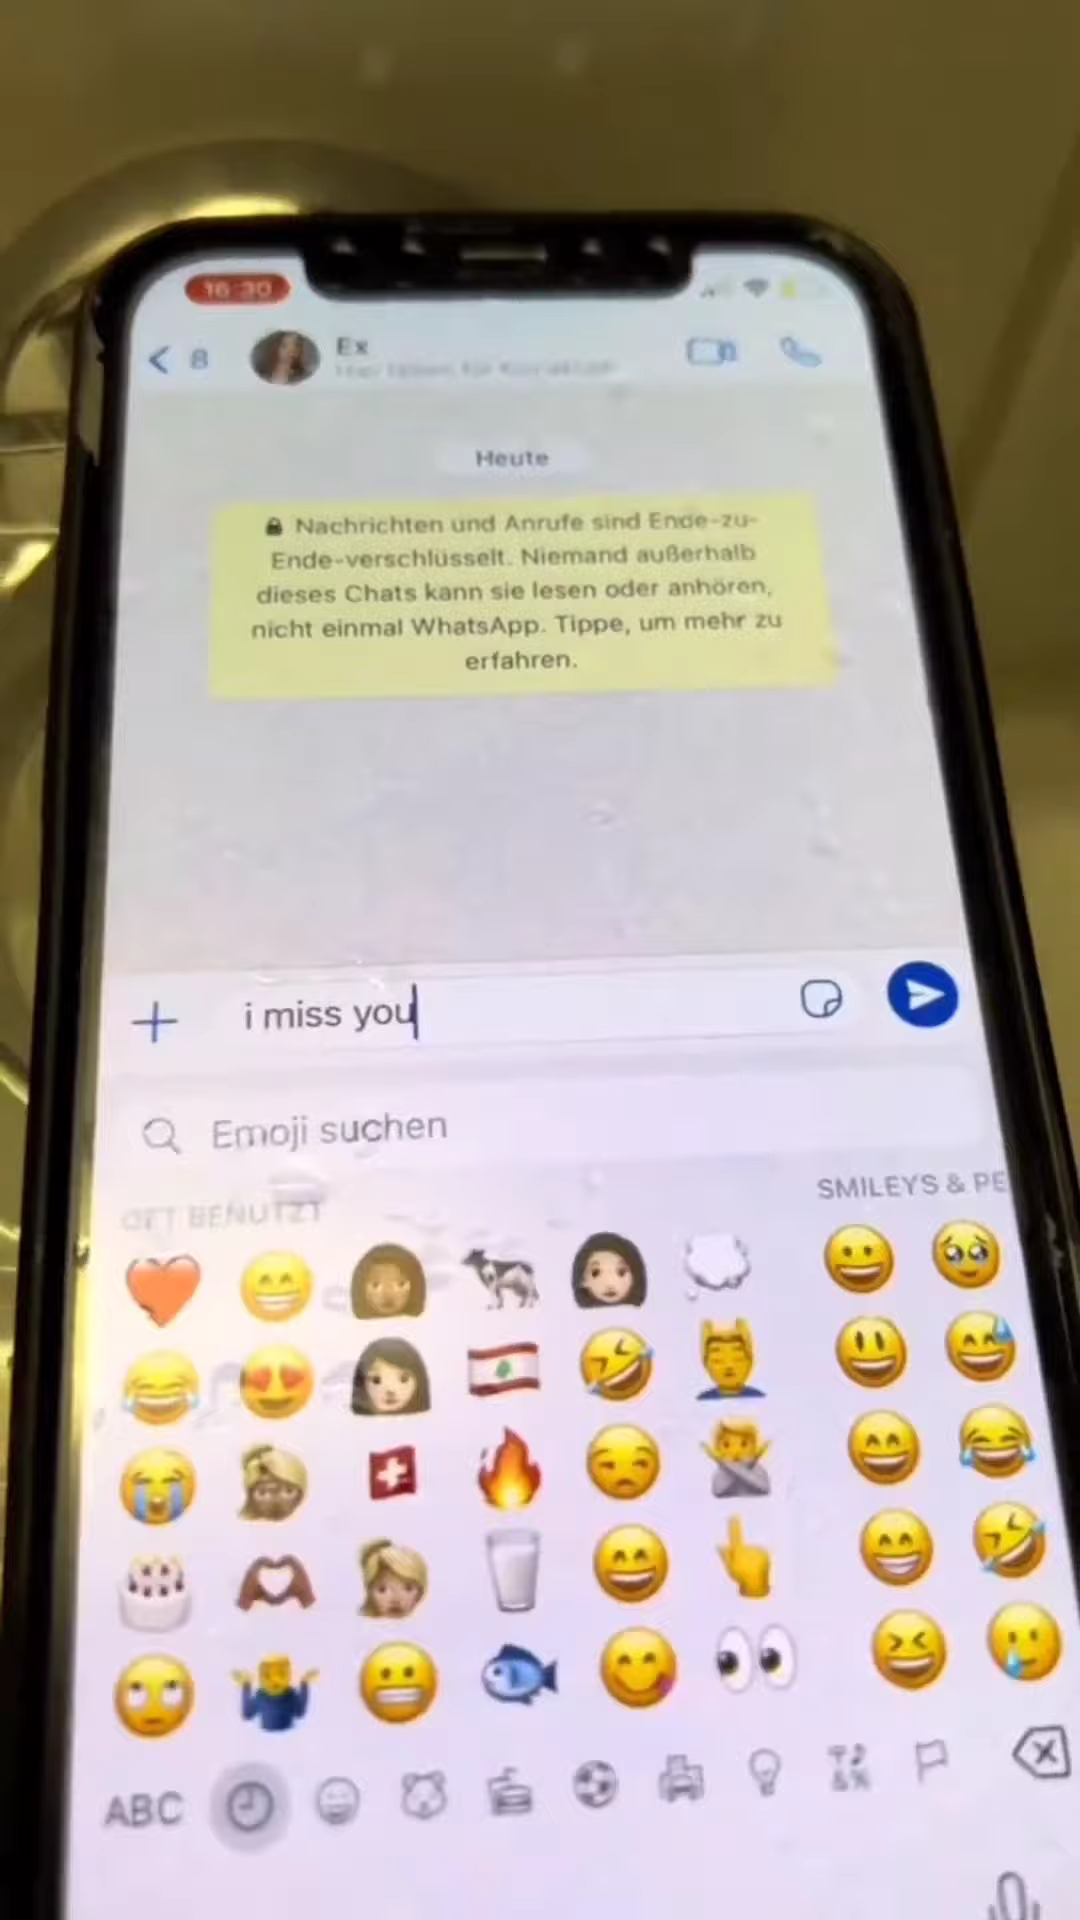 16:30
8
Ex
Heute
Nachrichten und Anrufe sind Ende-zu-
Ende-verschlüsselt. Niemand außerhalb
dieses Chats kann sie lesen oder anhören,
nicht einmal WhatsApp. Tippe, um mehr zu
erfahren.
i miss you
Emoji suchen
SMILEYS & PE
OFT BENUTZT
ABC